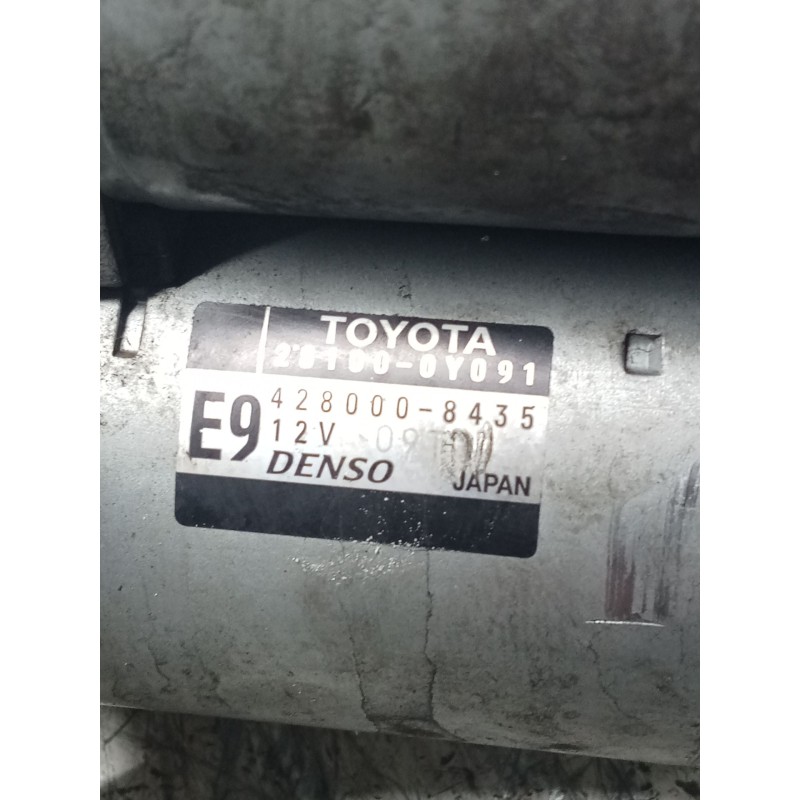 TOYOTA
28100-0Y091
E9
428000-8435
12V
DENSO
JAPAN